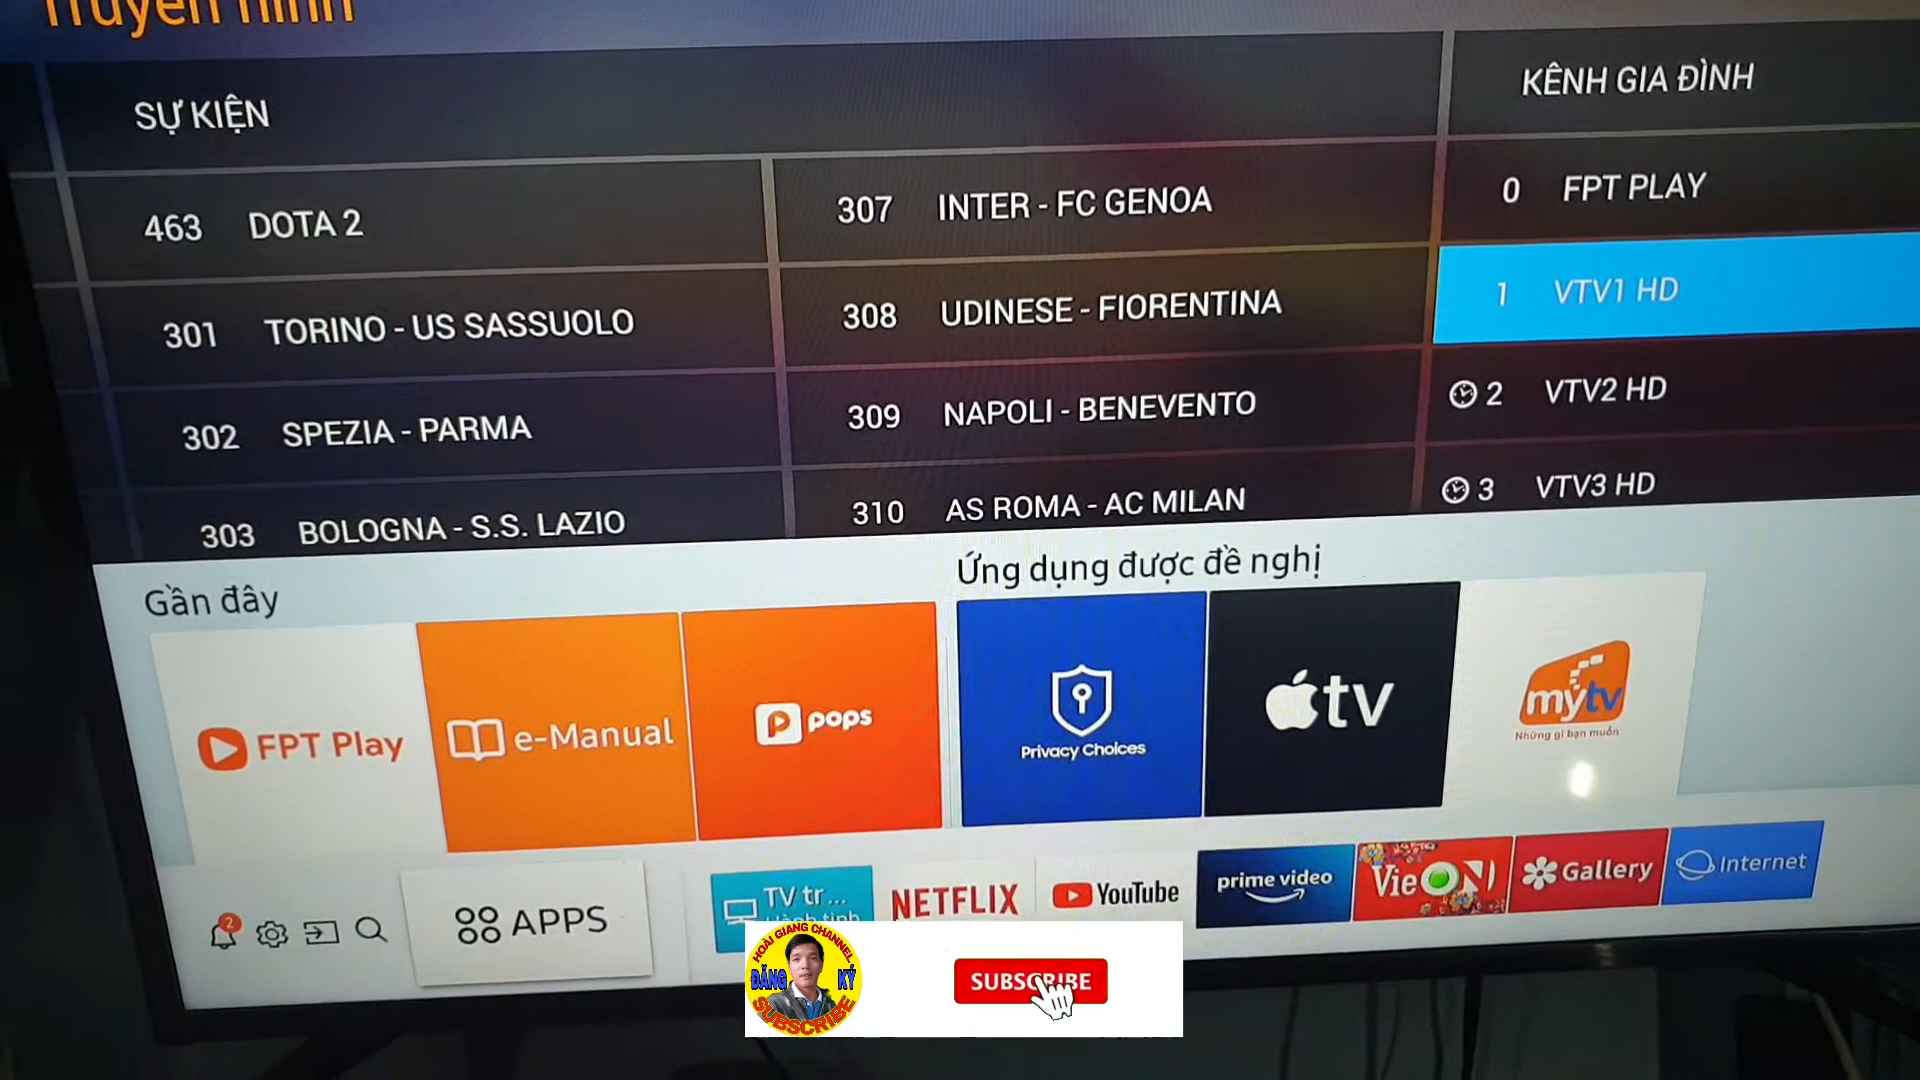 Truyền hình
SỰ KIỆN
KÊNH GIA ĐÌNH
463 DOTA 2
307 INTER - FC GENOA
0 FPT PLAY
301 TORINO - US SASSUOLO
308 UDINESE - FIORENTINA
1 VTV1 HD
302 SPEZIA - PARMA
309 NAPOLI - BENEVENTO
2 VTV2 HD
303 BOLOGNA - S.S. LAZIO
310 AS ROMA - AC MILAN
3 VTV3 HD
Gần đây
Ứng dụng được đề nghị
FPT Play
e-Manual
pops
Privacy Choices
tv
mytv
Những gì bạn muốn
2
APPS
TV tr...
NETFLIX
YouTube
prime video
VieON
Gallery
Internet
HOÀI GIANG CHANNEL
ĐĂNG KÝ
SUBSCRIBE
SUBSCRIBE